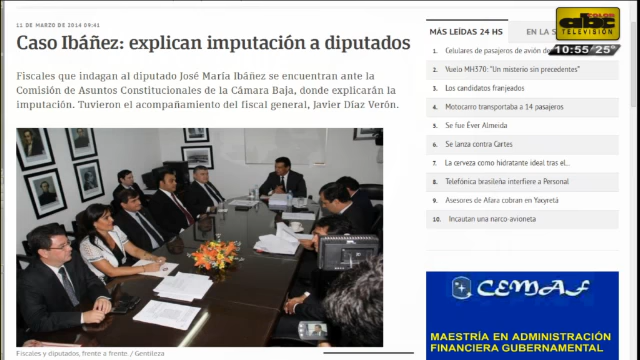 11 DE MARZO DE 2014 09:41
Caso Ibáñez: explican imputación a diputados
Fiscales que indagan al diputado José María Ibáñez se encuentran ante la
Comisión de Asuntos Constitucionales de la Cámara Baja, donde explicarán la
imputación. Tuvieron el acompañamiento del fiscal general, Javier Díaz Verón.
Fiscales y diputados, frente a frente / Gentileza
MÁS LEÍDAS 24 HS
EN LA S
1. Celulares de pasajeros de avión de
2. Vuelo MH370: "Un misterio sin precedentes"
3. Los candidatos franjeados
4. Motocarro transportaba a 14 pasajeros
5. Se fue Éver Almeida
6. Se lanza contra Cartes
7. La cerveza como hidratante ideal tras el...
8. Telefónica brasileña interfiere a Personal
9. Asesores de Afara cobran en Yacyretá
10. Incautan una narco-avioneta
COLOR
abc
TELEVISIÓN
10:55/25°
CEMAF
MAESTRÍA EN ADMINISTRACIÓN
FINANCIERA GUBERNAMENTAL